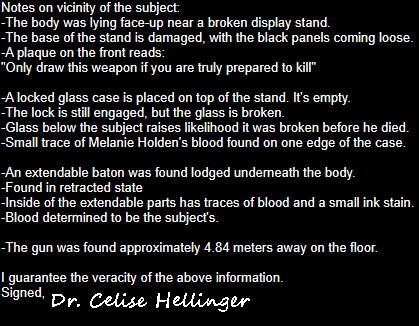 Notes on vicinity of the subject:
-The body was lying face-up near a broken display stand.
-The base of the stand is damaged, with the black panels coming loose.
-A plaque on the front reads:
"Only draw this weapon if you are truly prepared to kill"
-A locked glass case is placed on top of the stand. It's empty.
-The lock is still engaged, but the glass is broken.
-Glass below the subject raises likelihood it was broken before he died.
-Small trace of Melanie Holden's blood found on one edge of the case.
-An extendable baton was found lodged underneath the body.
-Found in retracted state
-Inside of the extendable parts has traces of blood and a small ink stain.
-Blood determined to be the subject's.
-The gun was found approximately 4.84 meters away on the floor.
I guarantee the veracity of the above information.
Signed, Dr. Celise Hellinger